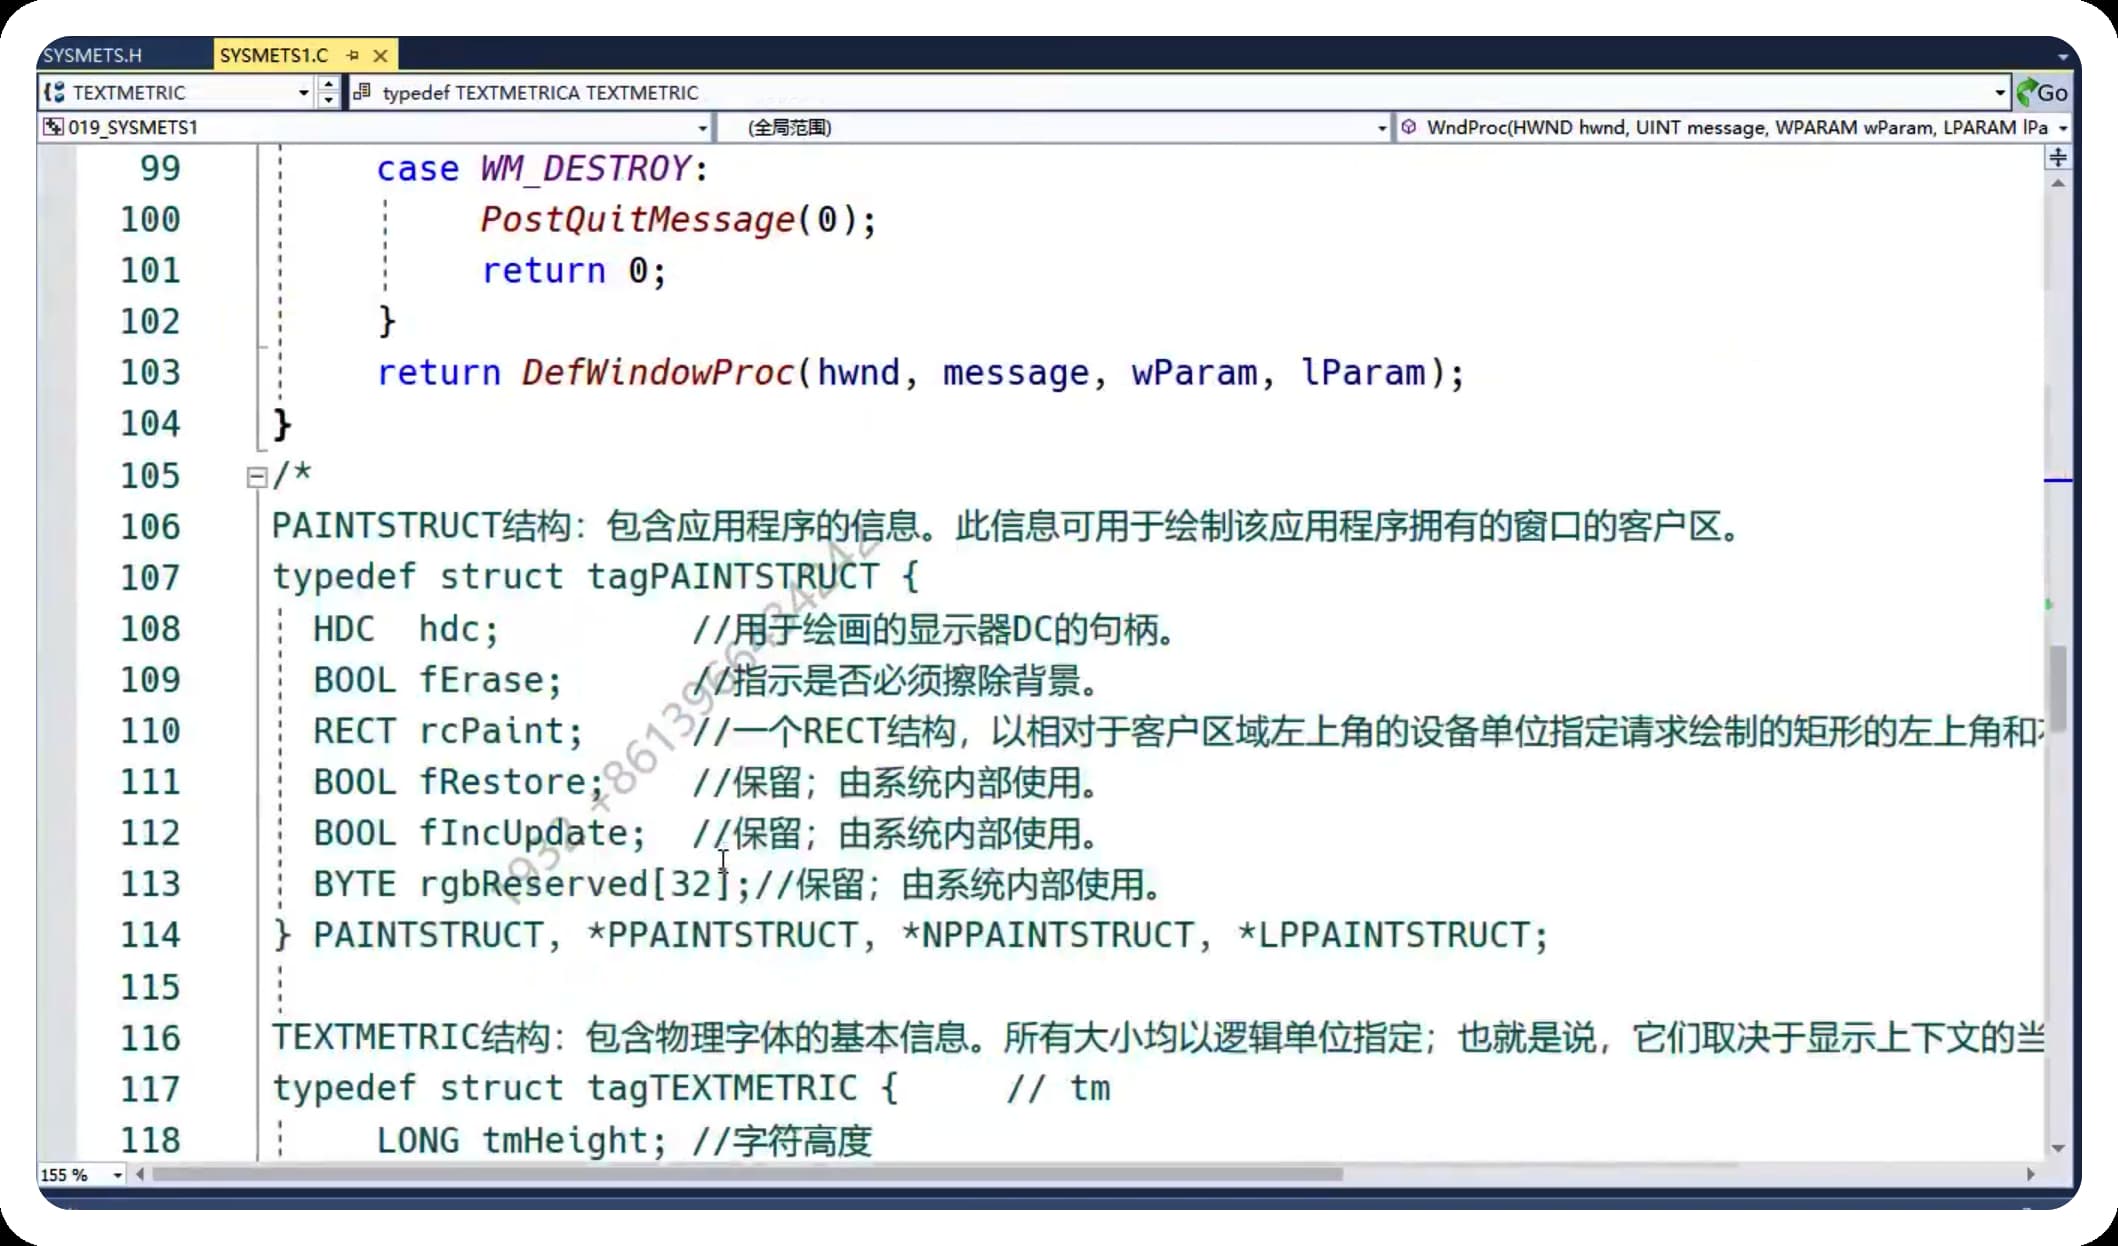 SYSMETS.H SYSMETS1.C
TEXTMETRIC typedef TEXTMETRICA TEXTMETRIC Go
019_SYSMETS1 (全局范围) WndProc(HWND hwnd, UINT message, WPARAM wParam, LPARAM lPa
99 case WM_DESTROY:
100 PostQuitMessage(0);
101 return 0;
102 }
103 return DefWindowProc(hwnd, message, wParam, lParam);
104 }
105 /*
106 PAINTSTRUCT结构：包含应用程序的信息。此信息可用于绘制该应用程序拥有的窗口的客户区。
107 typedef struct tagPAINTSTRUCT {
108 HDC hdc; //用于绘画的显示器DC的句柄。
109 BOOL fErase; //指示是否必须擦除背景。
110 RECT rcPaint; //一个RECT结构，以相对于客户区域左上角的设备单位指定请求绘制的矩形的左上角和
111 BOOL fRestore; //保留；由系统内部使用。
112 BOOL fIncUpdate; //保留；由系统内部使用。
113 BYTE rgbReserved[32];//保留；由系统内部使用。
114 } PAINTSTRUCT, *PPAINTSTRUCT, *NPPAINTSTRUCT, *LPPAINTSTRUCT;
115
116 TEXTMETRIC结构：包含物理字体的基本信息。所有大小均以逻辑单位指定；也就是说，它们取决于显示上下文的当
117 typedef struct tagTEXTMETRIC { // tm
118 LONG tmHeight; //字符高度
155 %